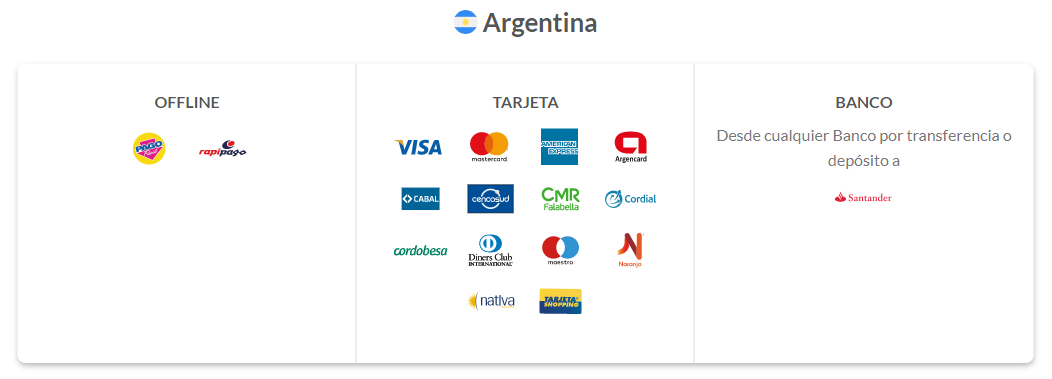 Argentina
OFFLINE
PAGO
FÁCIL
rapipago
TARJETA
VISA
mastercard
AMERICAN
EXPRESS
Argencard
CABAL
cencosud
CMR
Falabella
Cordial
cordobesa
Diners Club
INTERNATIONAL
maestro
Naranja
nativa
TARJETA
SHOPPING
BANCO
Desde cualquier Banco por transferencia o
depósito a
Santander